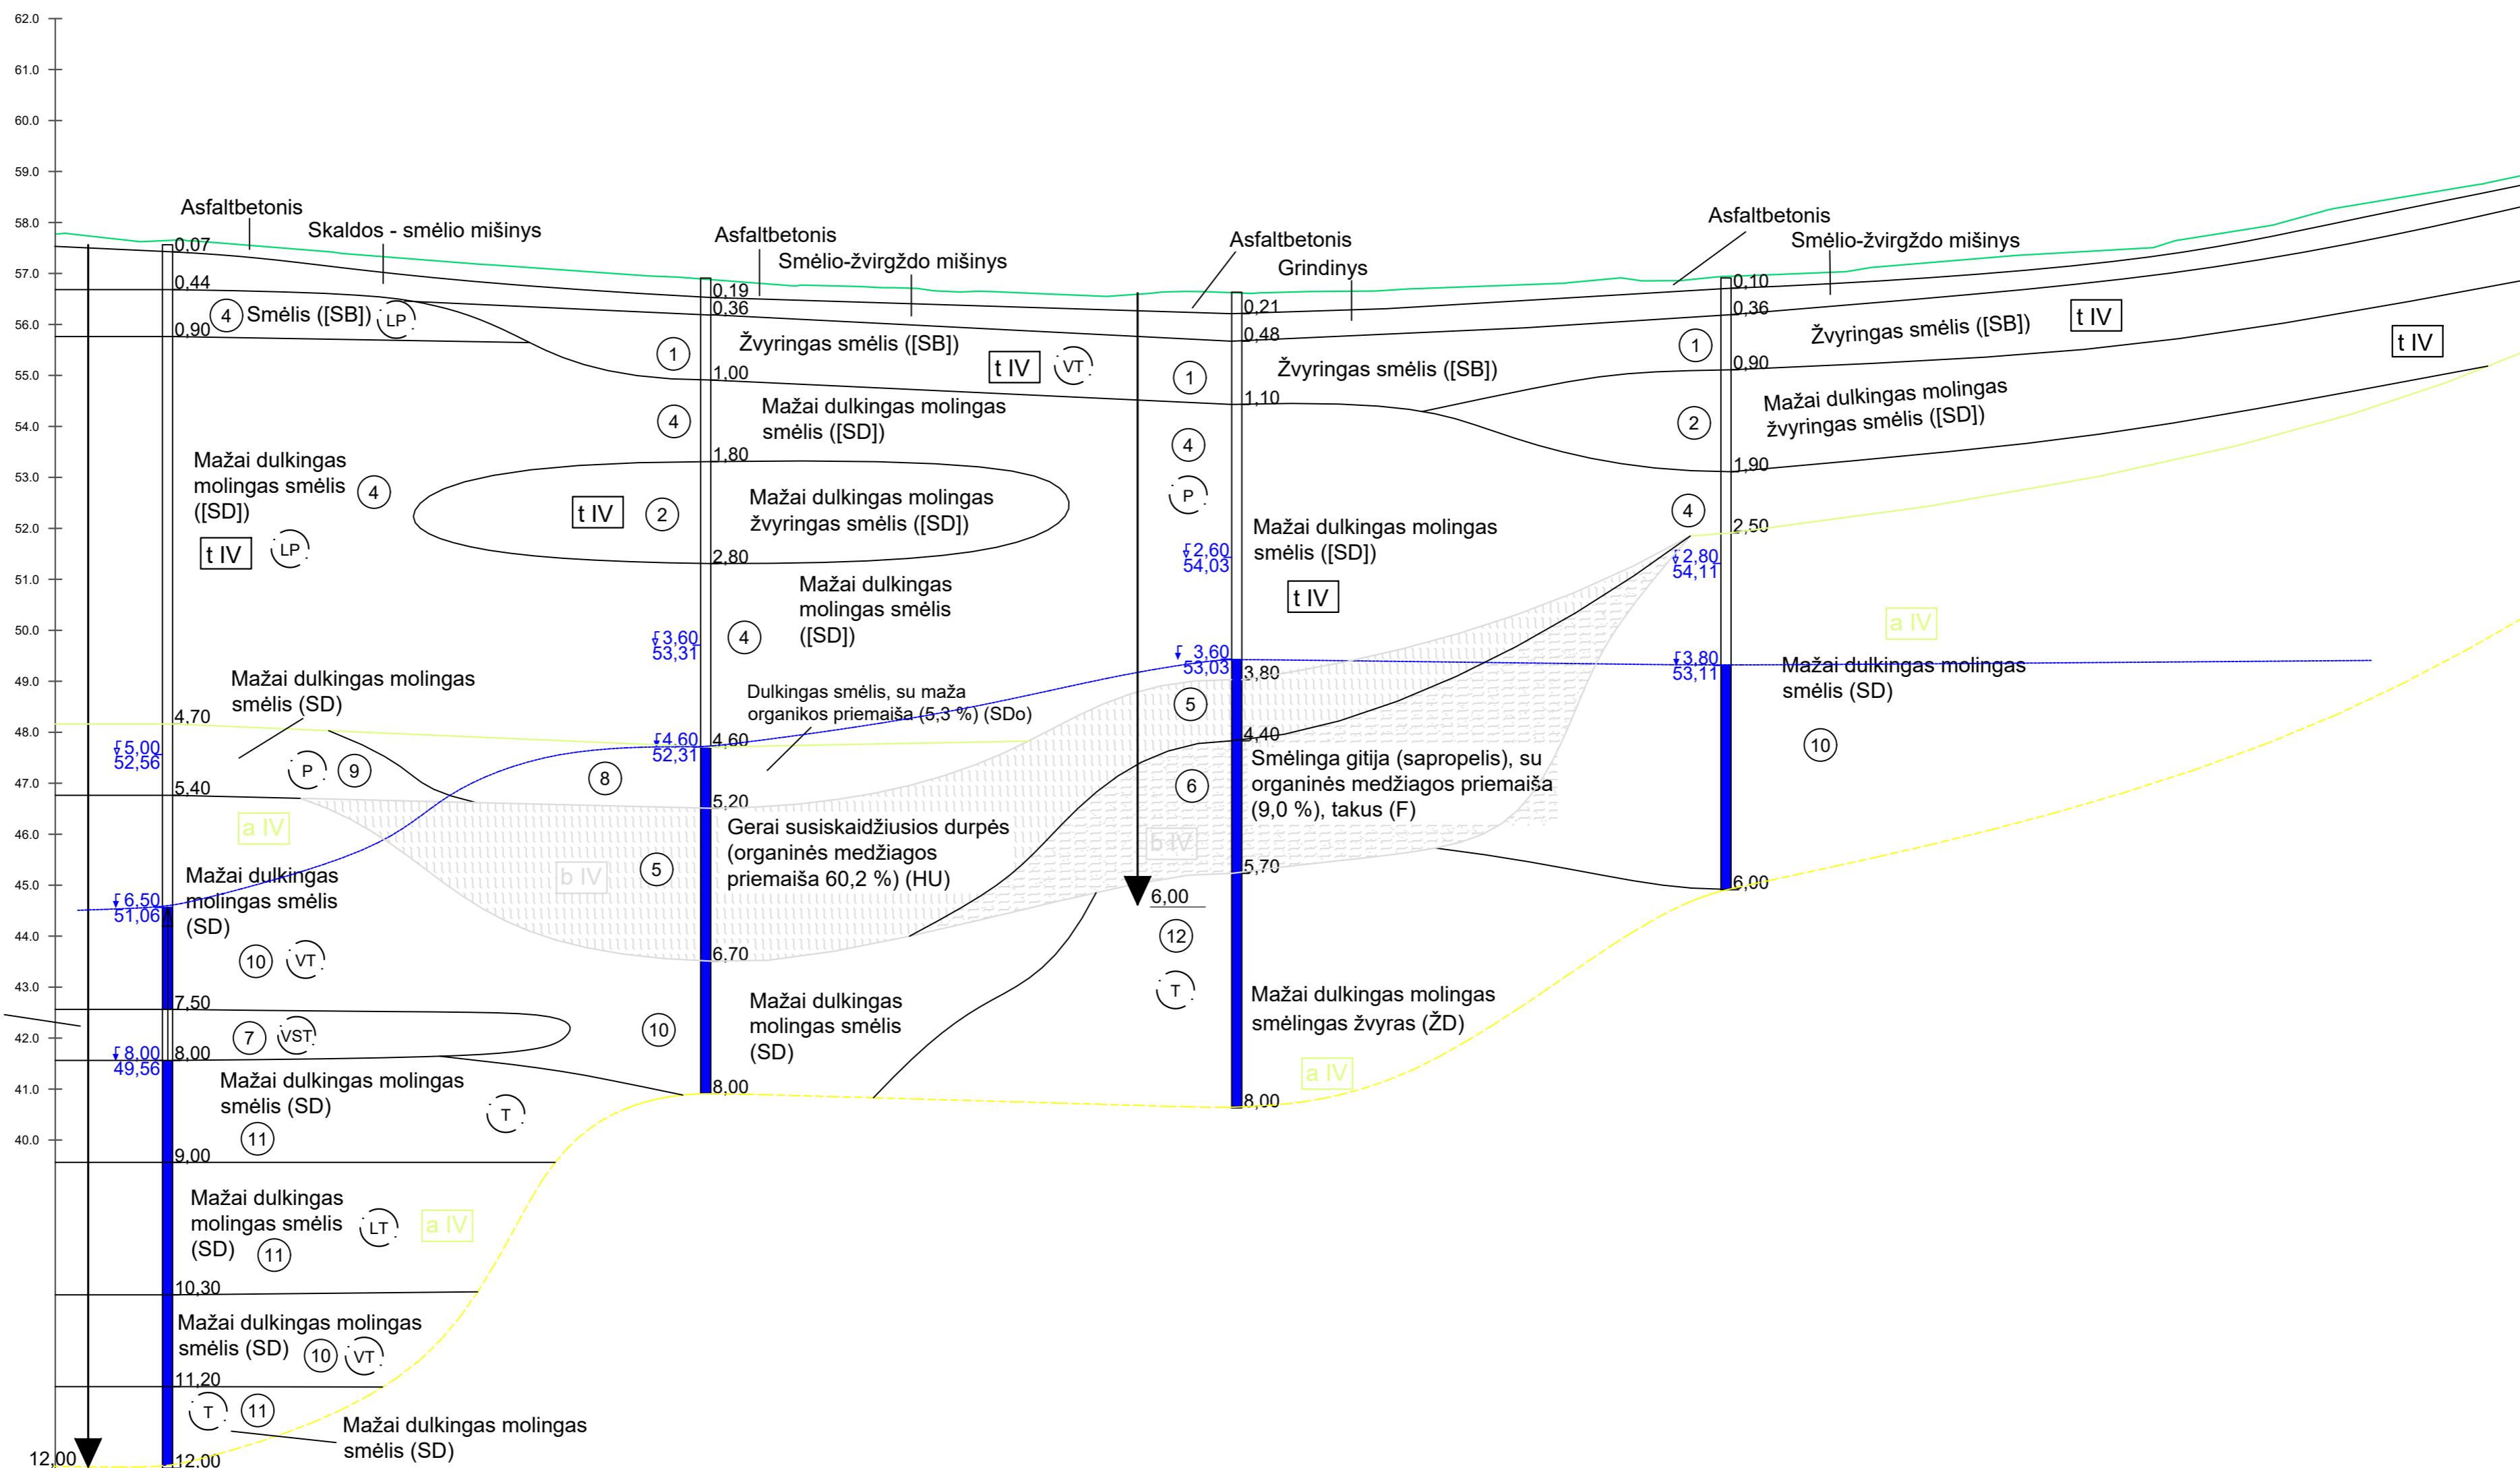 62.0
61.0
60.0
59.0
58.0
57.0
56.0
55.0
54.0
53.0
52.0
51.0
50.0
49.0
48.0
47.0
46.0
45.0
44.0
43.0
42.0
41.0
40.0
12,00
Asfaltbetonis
Skaldos - smėlio mišinys
0,07
0,44
4 Smėlis ([SB]) LP
0,90
Mažai dulkingas
molingas smėlis
([SD])
4
t IV
LP
Mažai dulkingas molingas
smėlis (SD)
4,70
5,00
52,56
P
9
5,40
a IV
Mažai dulkingas
molingas smėlis
(SD)
6,50
51,06
10
VT
7,50
7
VST
8,00
49,56
8,00
Mažai dulkingas molingas
smėlis (SD)
T
11
9,00
Mažai dulkingas
molingas smėlis
(SD)
11
LT
a IV
10,30
Mažai dulkingas molingas
smėlis (SD)
10
VT
11,20
T
11
Mažai dulkingas molingas
smėlis (SD)
12,00
Asfaltbetonis
Smėlio-žvirgždo mišinys
0,19
0,36
1
Žvyringas smėlis ([SB])
t IV
VT
1,00
4
Mažai dulkingas molingas
smėlis ([SD])
1,80
t IV
2
Mažai dulkingas molingas
žvyringas smėlis ([SD])
2,80
Mažai dulkingas
molingas smėlis
([SD])
3,60
53,31
4
Dulkingas smėlis, su maža
organikos priemaiša (5,3 %) (SDo)
4,60
52,31
4,60
8
5,20
b IV
5
Gerai susiskaidžiusios durpės
(organinės medžiagos
priemaiša 60,2 %) (HU)
6,70
10
Mažai dulkingas
molingas smėlis
(SD)
8,00
Asfaltbetonis
Grindinys
0,21
0,48
1
Žvyringas smėlis ([SB])
1,10
4
P
Mažai dulkingas molingas
smėlis ([SD])
2,60
54,03
t IV
3,60
53,03
3,80
5
4,40
6
Smėlinga gitija (sapropelis), su
organinės medžiagos priemaiša
(9,0 %), takus (F)
b IV
5,70
6,00
12
T
Mažai dulkingas molingas
smėlingas žvyras (ŽD)
a IV
8,00
Asfaltbetonis
Smėlio-žvirgždo mišinys
0,10
0,36
1
Žvyringas smėlis ([SB])
t IV
t IV
0,90
2
Mažai dulkingas molingas
žvyringas smėlis ([SD])
1,90
4
2,50
2,80
54,11
a IV
3,80
53,11
Mažai dulkingas molingas
smėlis (SD)
10
6,00